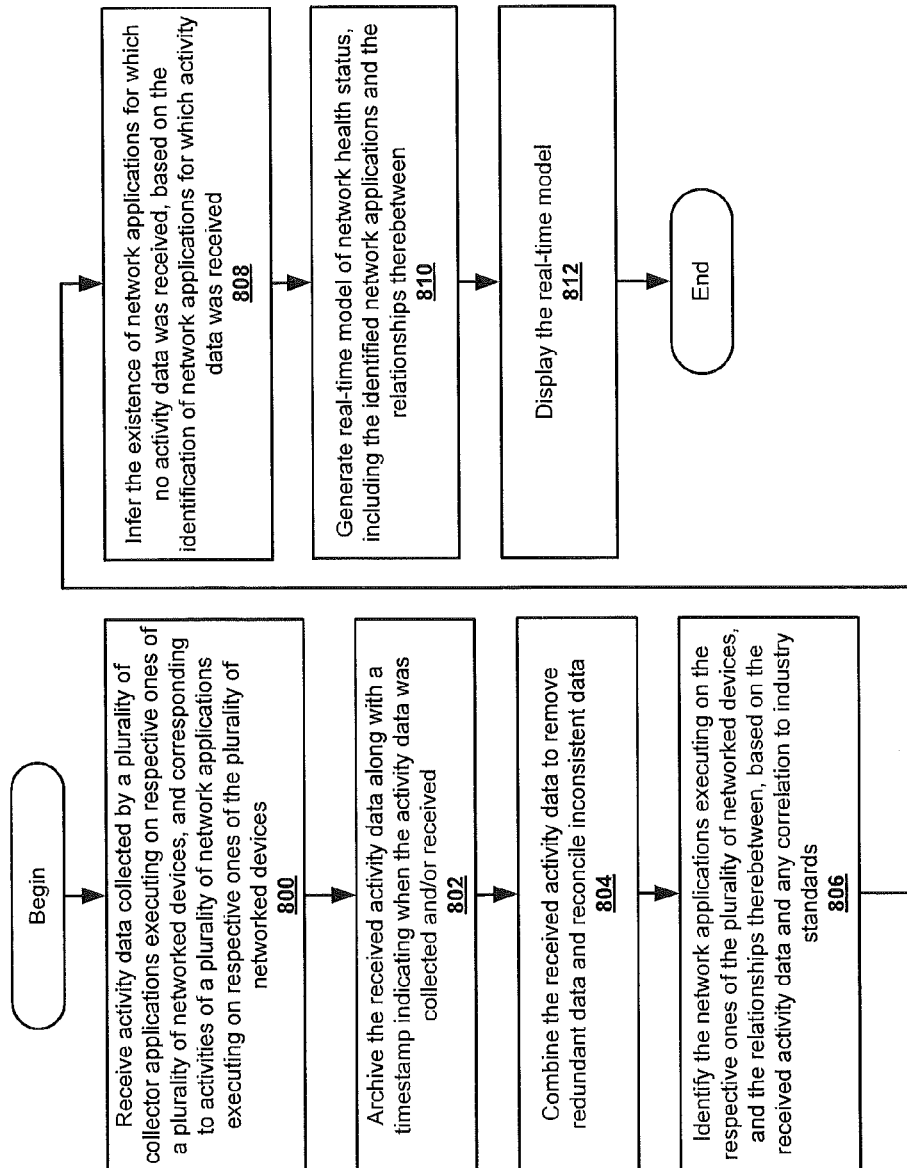 Begin
Receive activity data collected by a plurality of
collector applications executing on respective ones of
a plurality of networked devices, and corresponding
to activities of a plurality of network applications
executing on respective ones of the plurality of
networked devices
800
Archive the received activity data along with a
timestamp indicating when the activity data was
collected and/or received
802
Combine the received activity data to remove
redundant data and reconcile inconsistent data
804
Identify the network applications executing on the
respective ones of the plurality of networked devices,
and the relationships therebetween, based on the
received activity data and any correlation to industry
standards
806
Infer the existence of network applications for which
no activity data was received, based on the
identification of network applications for which activity
data was received
808
Generate real-time model of network health status,
including the identified network applications and the
relationships therebetween
810
Display the real-time model
812
End